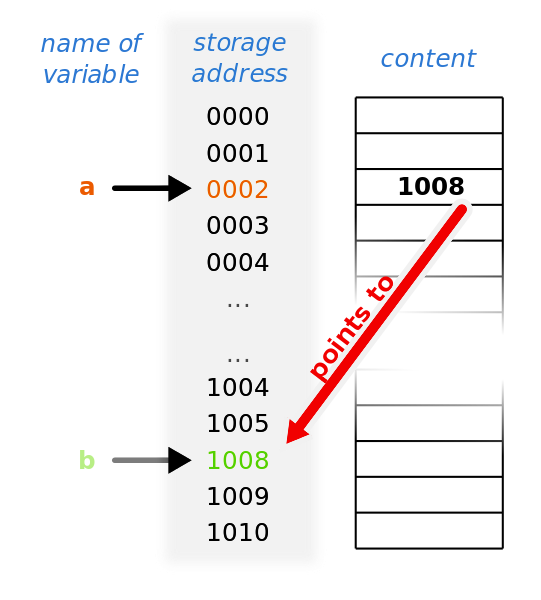 name of
variable
storage
address
content
0000
0001
a
0002
1008
0003
0004
...
points to
...
1004
1005
b
1008
1009
1010